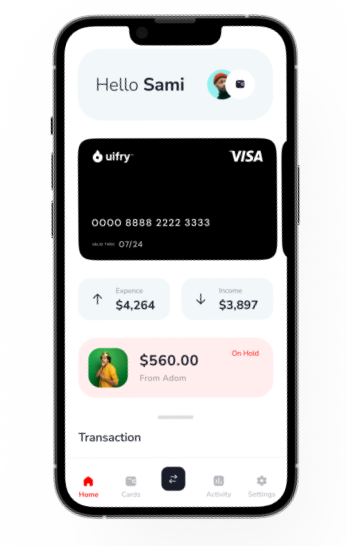 Hello Sami
uifry
VISA
0000 8888 2222 3333
VALID THRU 07/24
Expence
$4,264
Income
$3,897
$560.00
On Hold
From Adom
Transaction
Home
Cards
Activity
Settings